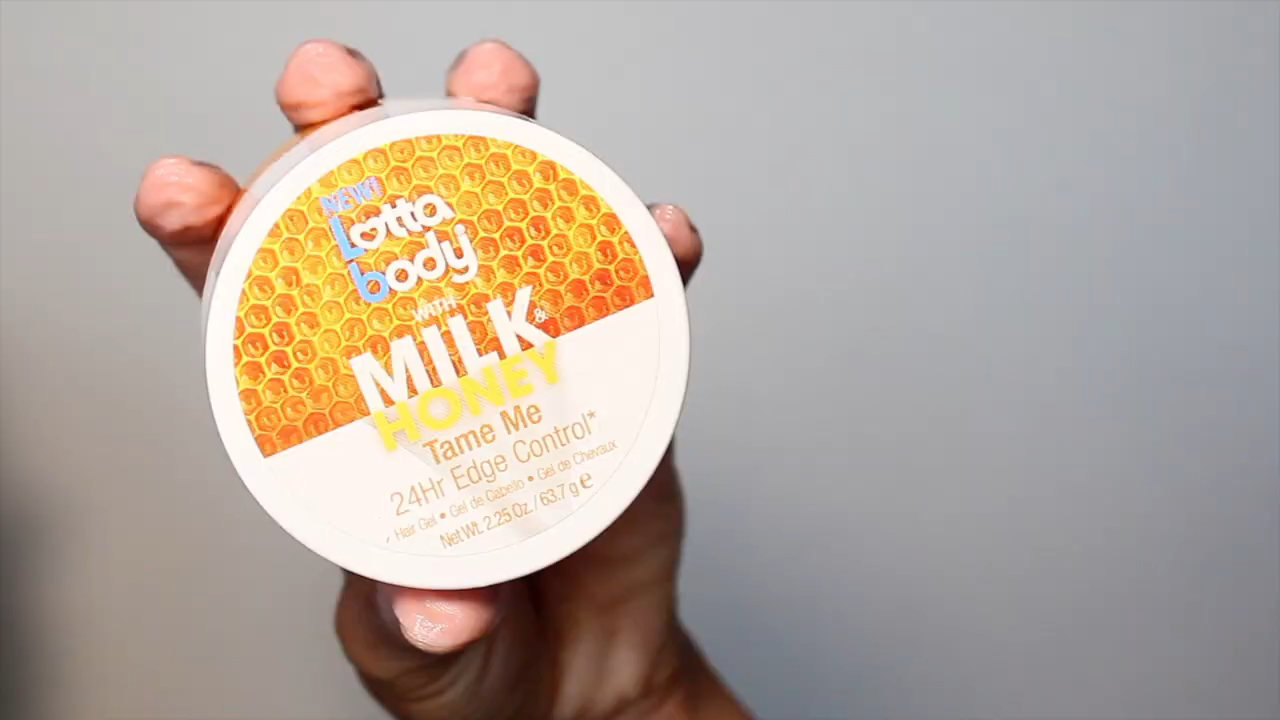 NEW!
Lotta
body
WITH
MILK &
HONEY
Tame Me
24Hr Edge Control*
Hair Gel • Gel de Cabello • Gel de Chevaux
Net Wt. 2.25 Oz. / 63.7 g e